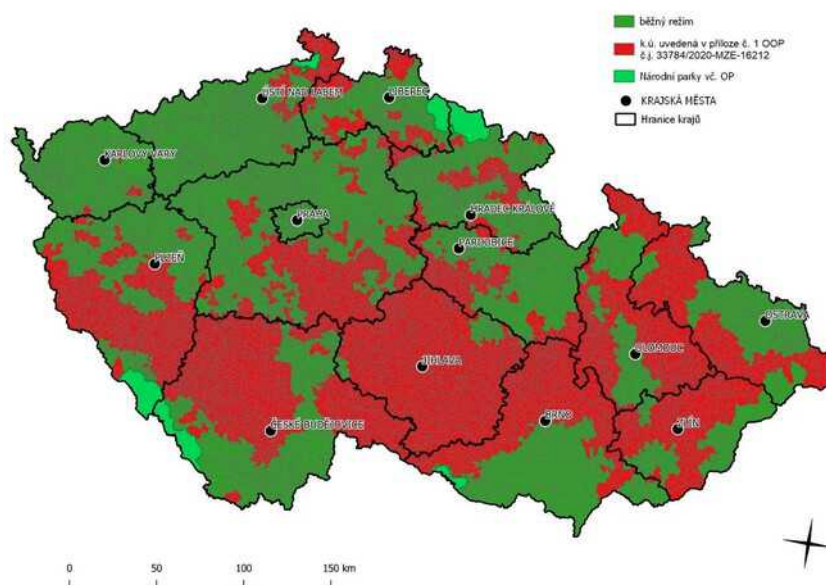 běžný režim
k.ú. uvedená v příloze č. 1 OOP
č.j. 33784/2020-MZE-16212
Národní parky vč. OP
KRAJSKÁ MĚSTA
Hranice krajů
ÚSTÍ NAD LABEM
LIBEREC
KARLOVY VARY
PRAHA
HRADEC KRÁLOVÉ
PARDUBICE
PLZEŇ
OSTRAVA
OLOMOUC
JIHLAVA
BRNO
ZLÍN
ČESKÉ BUDĚJOVICE
0 50 100 150 km